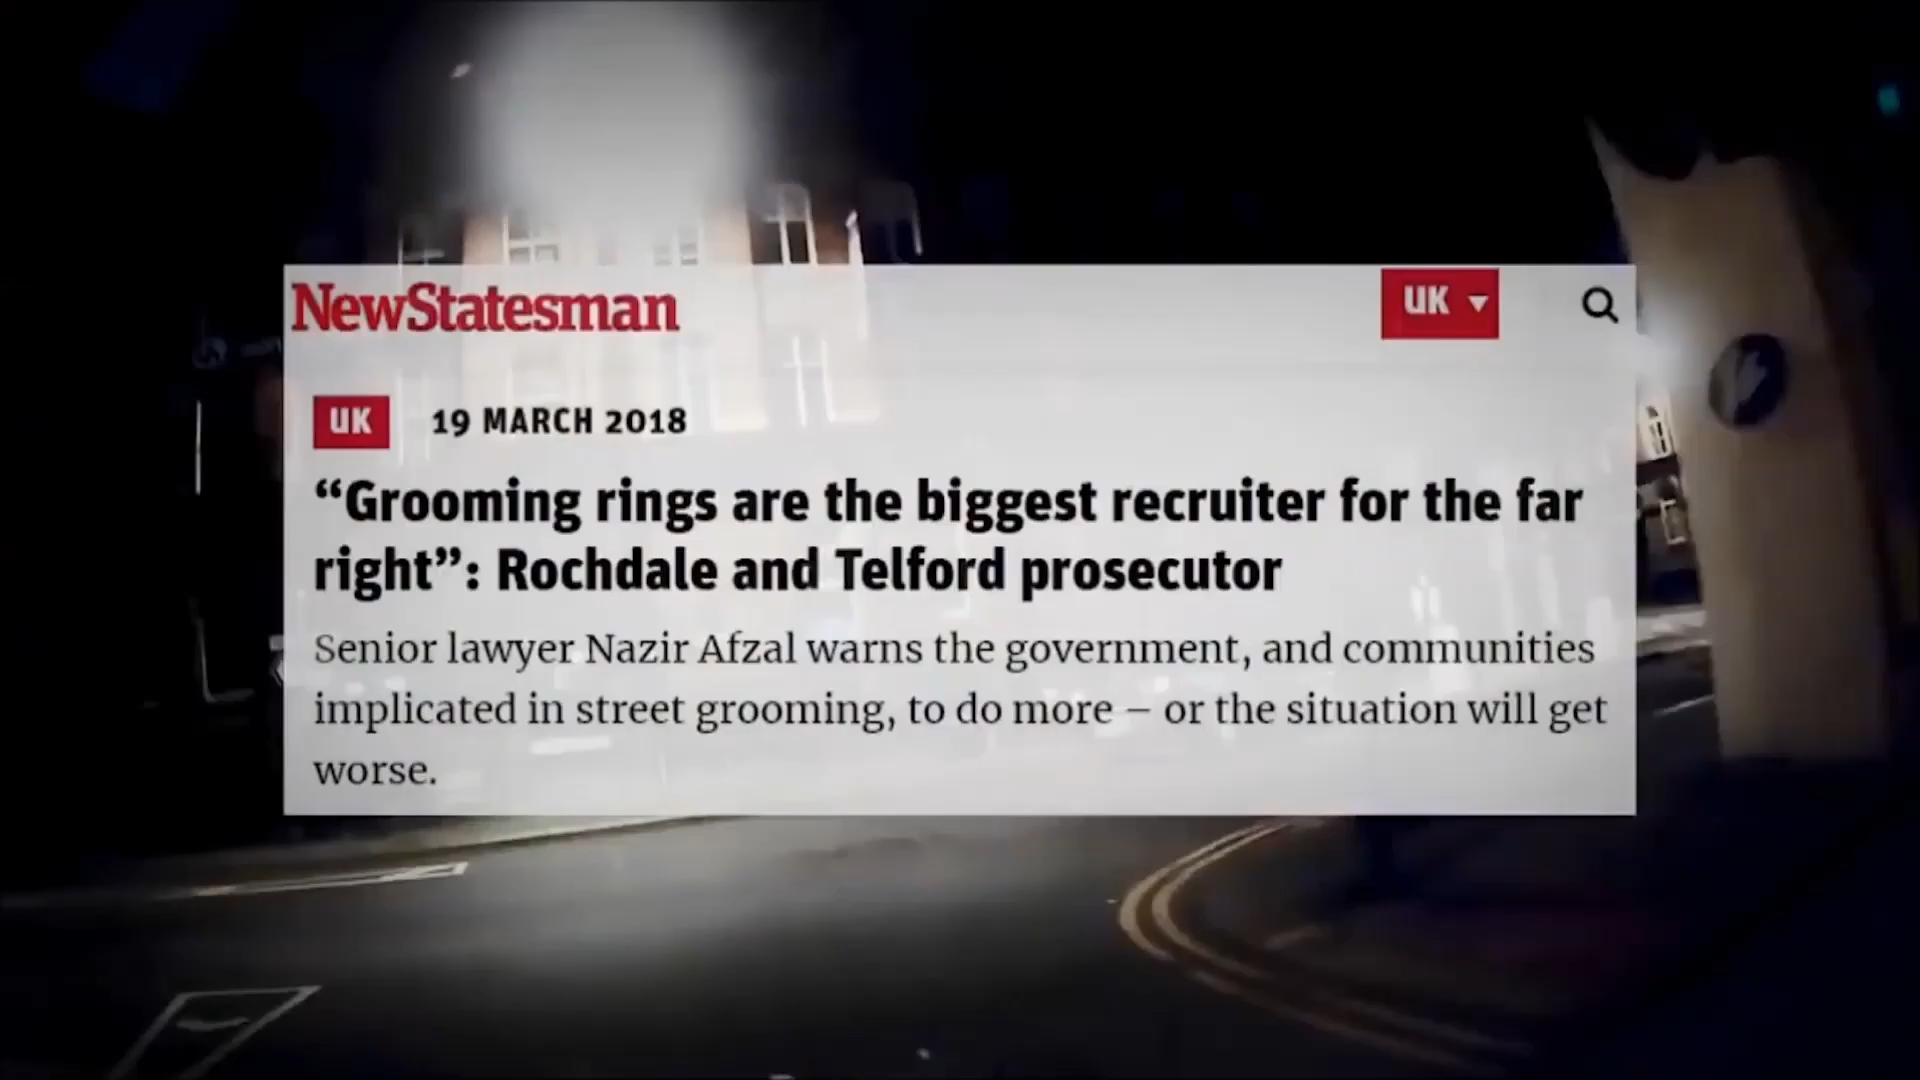 NewStatesman
UK
UK 19 MARCH 2018
“Grooming rings are the biggest recruiter for the far
right”: Rochdale and Telford prosecutor
Senior lawyer Nazir Afzal warns the government, and communities
implicated in street grooming, to do more – or the situation will get
worse.